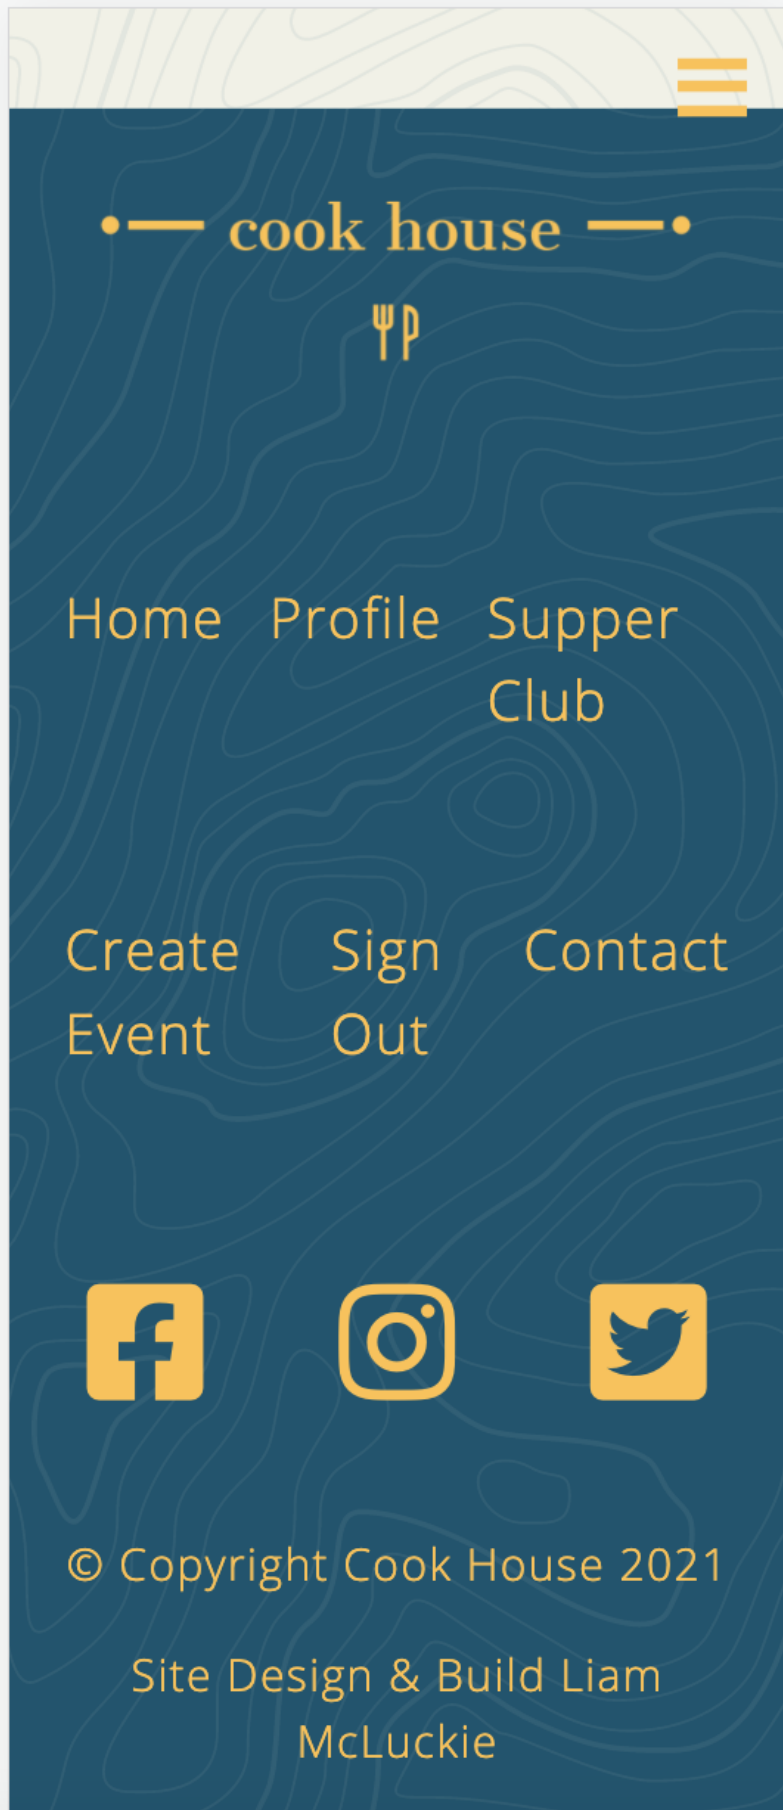 cook house
Home Profile Supper
Club
Create Sign Contact
Event Out
© Copyright Cook House 2021
Site Design & Build Liam
McLuckie